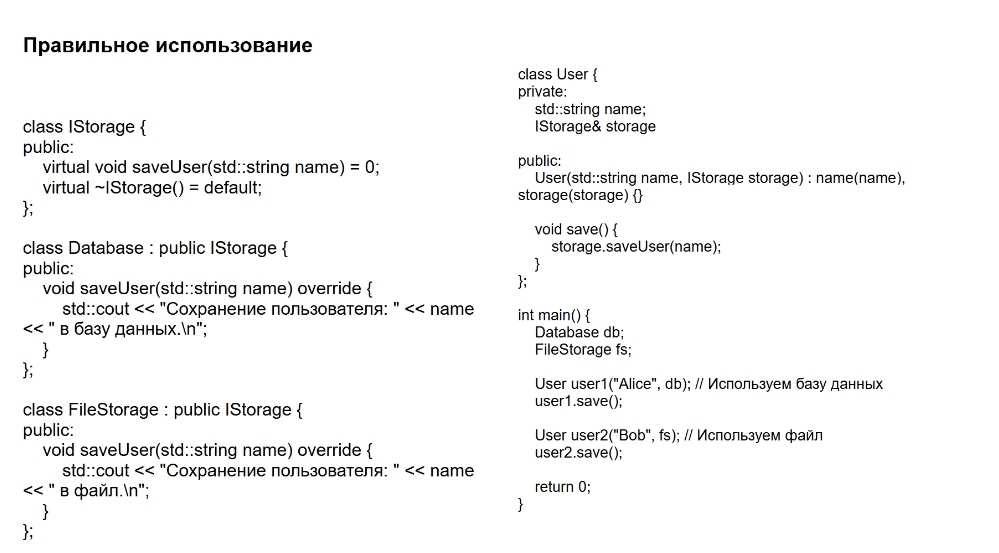 Правильное использование
class IStorage {
public:
    virtual void saveUser(std::string name) = 0;
    virtual ~IStorage() = default;
};

class Database : public IStorage {
public:
    void saveUser(std::string name) override {
        std::cout << "Сохранение пользователя: " << name
<< " в базу данных.\n";
    }
};

class FileStorage : public IStorage {
public:
    void saveUser(std::string name) override {
        std::cout << "Сохранение пользователя: " << name
<< " в файл.\n";
    }
};

class User {
private:
    std::string name;
    IStorage& storage

public:
    User(std::string name, IStorage storage) : name(name),
storage(storage) {}

    void save() {
        storage.saveUser(name);
    }
};

int main() {
    Database db;
    FileStorage fs;

    User user1("Alice", db); // Используем базу данных
    user1.save();

    User user2("Bob", fs); // Используем файл
    user2.save();

    return 0;
}